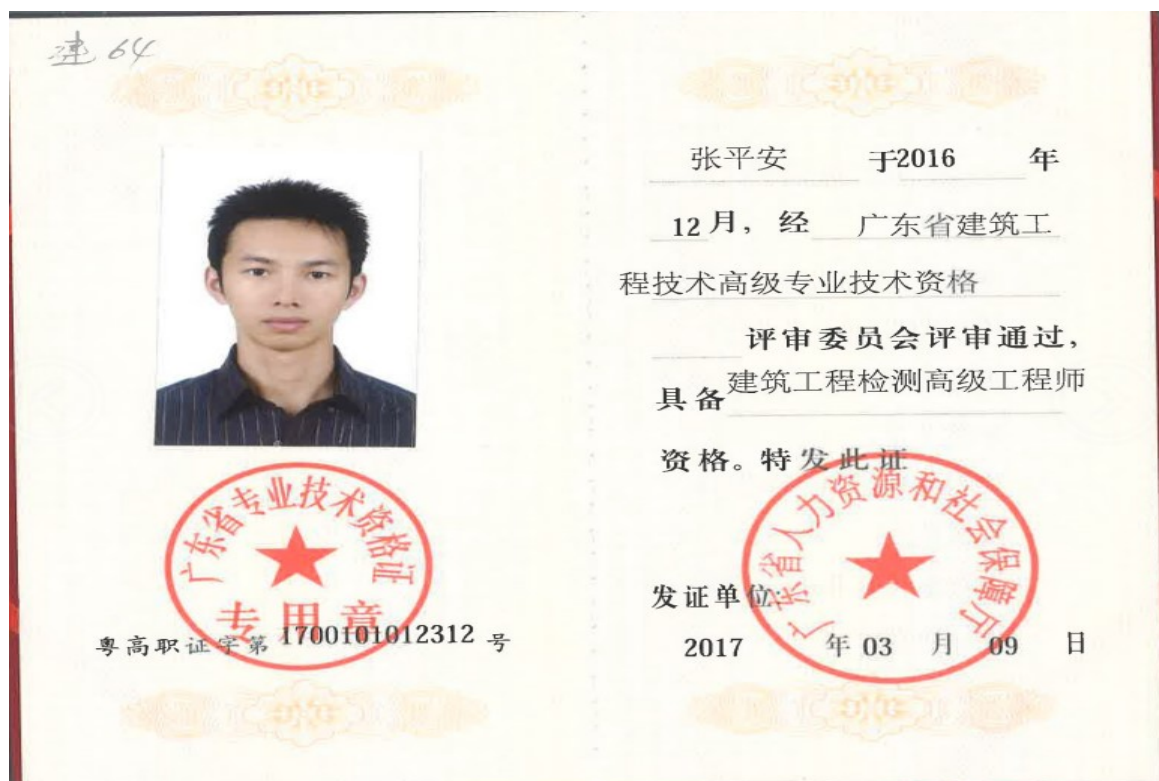 建 64
广东省专业技术资格证
专用章
粤高职证字第 1700101012312 号
张平安 于2016 年
12月，经 广东省建筑工
程技术高级专业技术资格
评审委员会评审通过，
具备建筑工程检测高级工程师
资格。特发此证
广东省人力资源和社会保障厅
发证单位:
2017 年 03 月 09 日